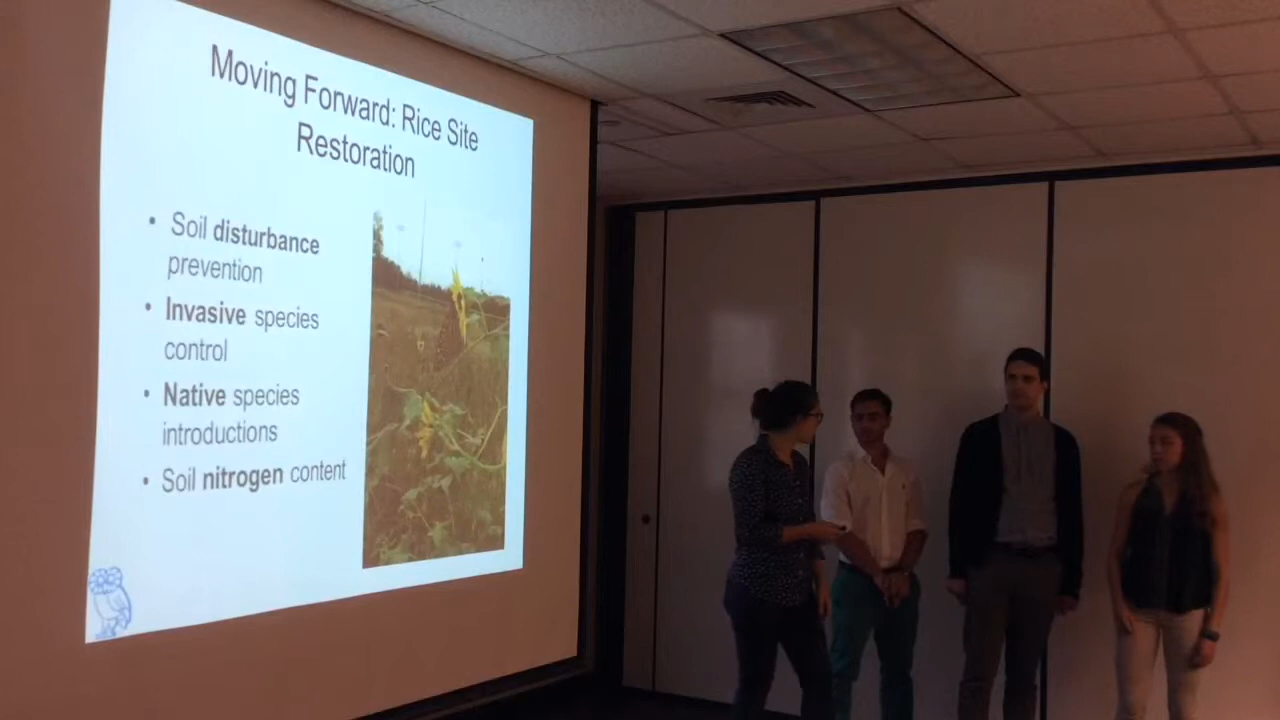 Moving Forward: Rice Site
Restoration
• Soil disturbance
prevention
• Invasive species
control
• Native species
introductions
• Soil nitrogen content